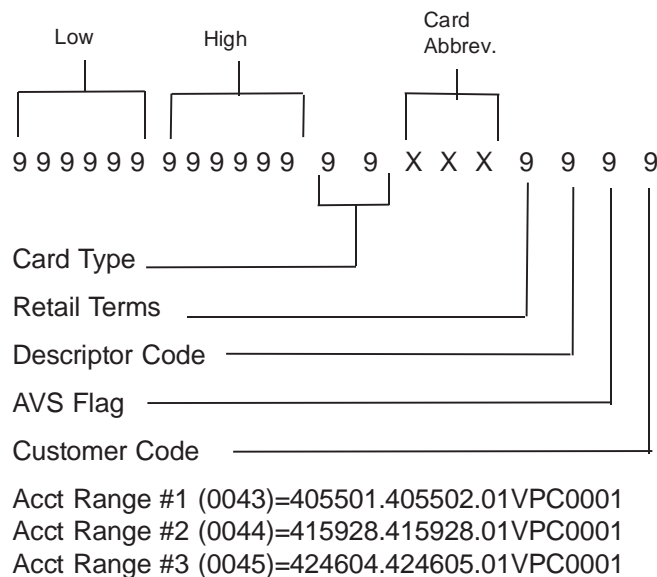 Low High Card
Abbrev.
9 9 9 9 9 9 9 9 9 9 9 9 9 9 X X X 9 9 9 9
Card Type
Retail Terms
Descriptor Code
AVS Flag
Customer Code
Acct Range #1 (0043)=405501.405502.01VPC0001
Acct Range #2 (0044)=415928.415928.01VPC0001
Acct Range #3 (0045)=424604.424605.01VPC0001